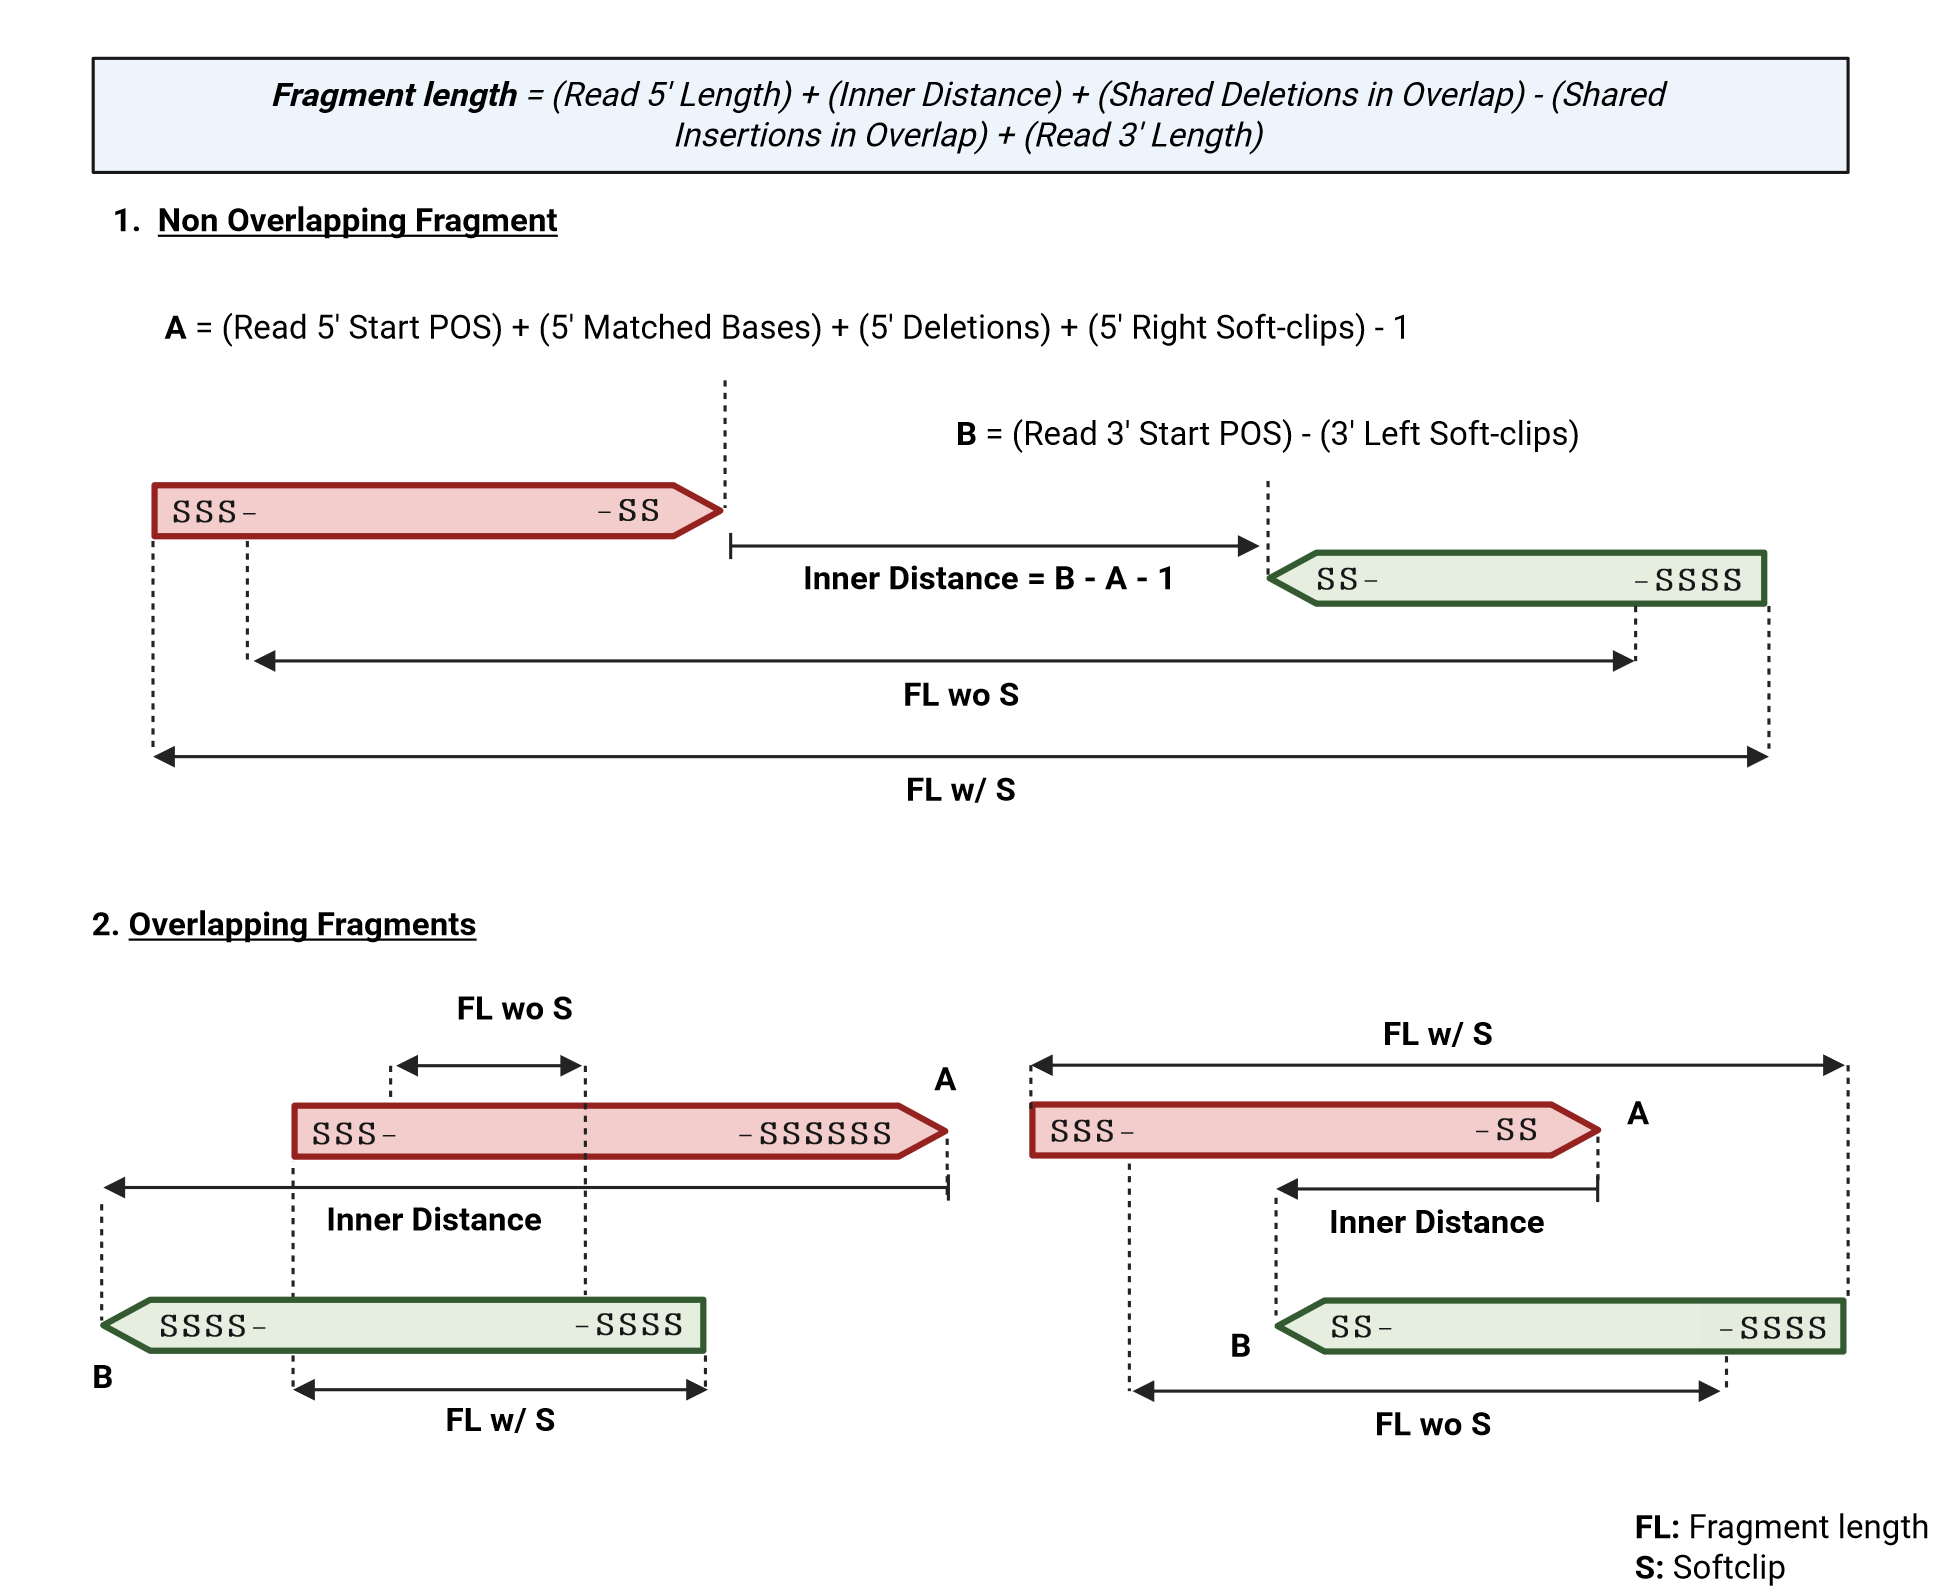 Fragment length = (Read 5' Length) + (Inner Distance) + (Shared Deletions in Overlap) - (Shared
Insertions in Overlap) + (Read 3' Length)
1. Non Overlapping Fragment
A = (Read 5' Start POS) + (5' Matched Bases) + (5' Deletions) + (5' Right Soft-clips) - 1
B = (Read 3' Start POS) - (3' Left Soft-clips)
SSS- -SS
Inner Distance = B - A - 1
SS- -SSSS
FL wo S
FL w/ S
2. Overlapping Fragments
FL wo S
A
SSS- -SSSSSS
Inner Distance
SSSS- -SSSS
B
FL w/ S
FL w/ S
A
SSS- -SS
Inner Distance
B
SS- -SSSS
FL wo S
FL: Fragment length
S: Softclip